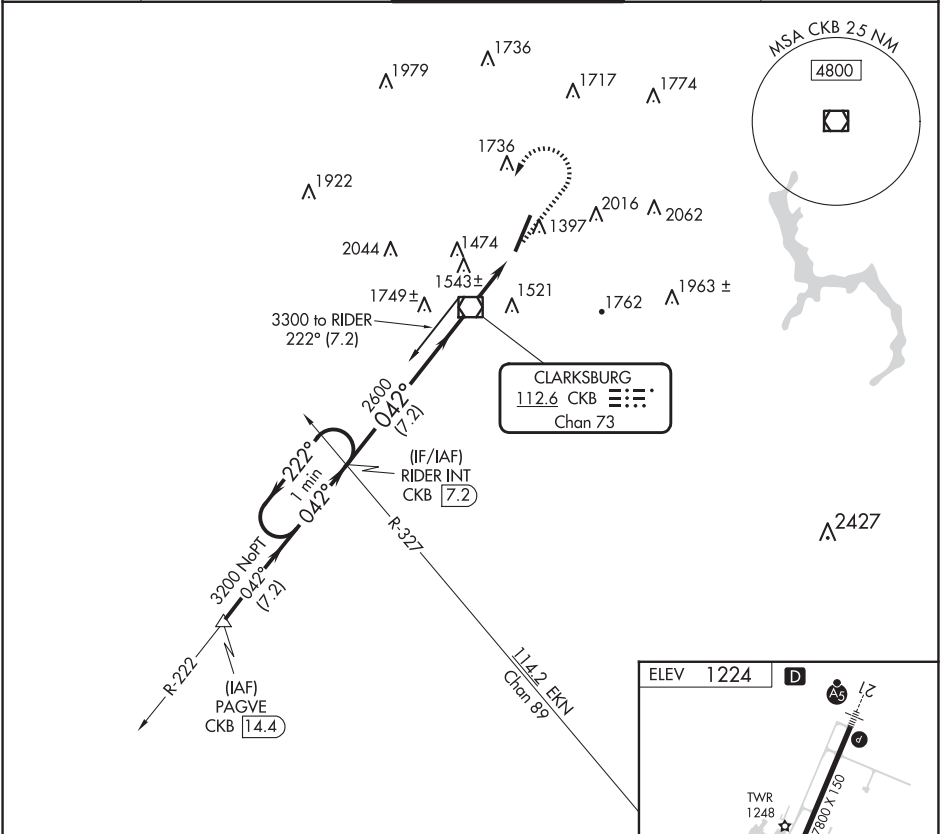 MSA CKB 25 NM
4800
1736
1979
1717
1774
1736
1922
2016
2062
1397
2044
1474
1543 ±
1749 ±
1521
1762
1963 ±
3300 to RIDER
222° (7.2)
CLARKSBURG
112.6 CKB
Chan 73
2600
042°
(7.2)
(IF/IAF)
RIDER INT
CKB 7.2
222°
1 min
042°
R-327
2427
3200 NoPT
042°
(7.2)
R-222
(IAF)
PAGVE
CKB 14.4
114.2 EKN
Chan 89
ELEV 1224 D
A5
21
P
TWR
1248
7800 X 150